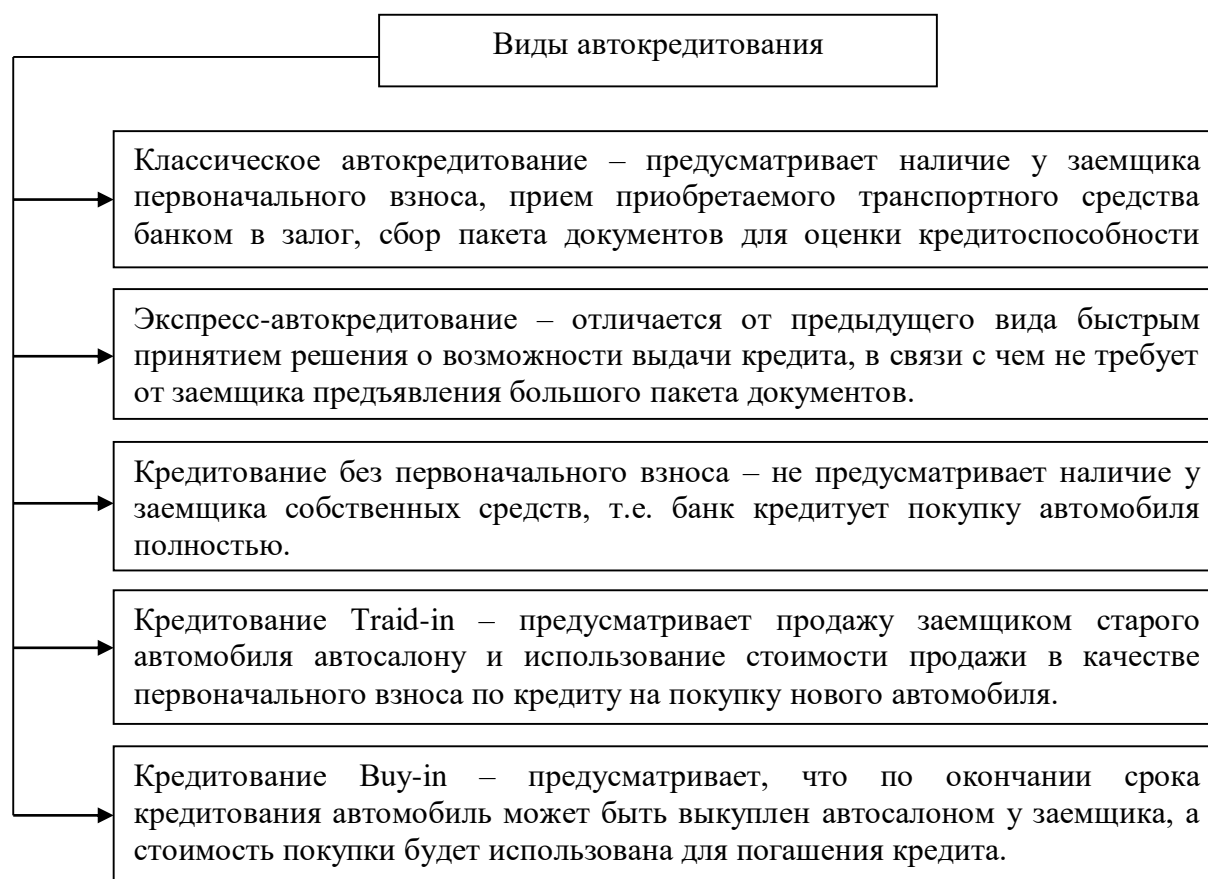 Виды автокредитования
Классическое автокредитование – предусматривает наличие у заемщика
первоначального взноса, прием приобретаемого транспортного средства
банком в залог, сбор пакета документов для оценки кредитоспособности
Экспресс-автокредитование – отличается от предыдущего вида быстрым
принятием решения о возможности выдачи кредита, в связи с чем не требует
от заемщика предъявления большого пакета документов.
Кредитование без первоначального взноса – не предусматривает наличие у
заемщика собственных средств, т.е. банк кредитует покупку автомобиля
полностью.
Кредитование Traid-in – предусматривает продажу заемщиком старого
автомобиля автосалону и использование стоимости продажи в качестве
первоначального взноса по кредиту на покупку нового автомобиля.
Кредитование Buy-in – предусматривает, что по окончании срока
кредитования автомобиль может быть выкуплен автосалоном у заемщика, а
стоимость покупки будет использована для погашения кредита.